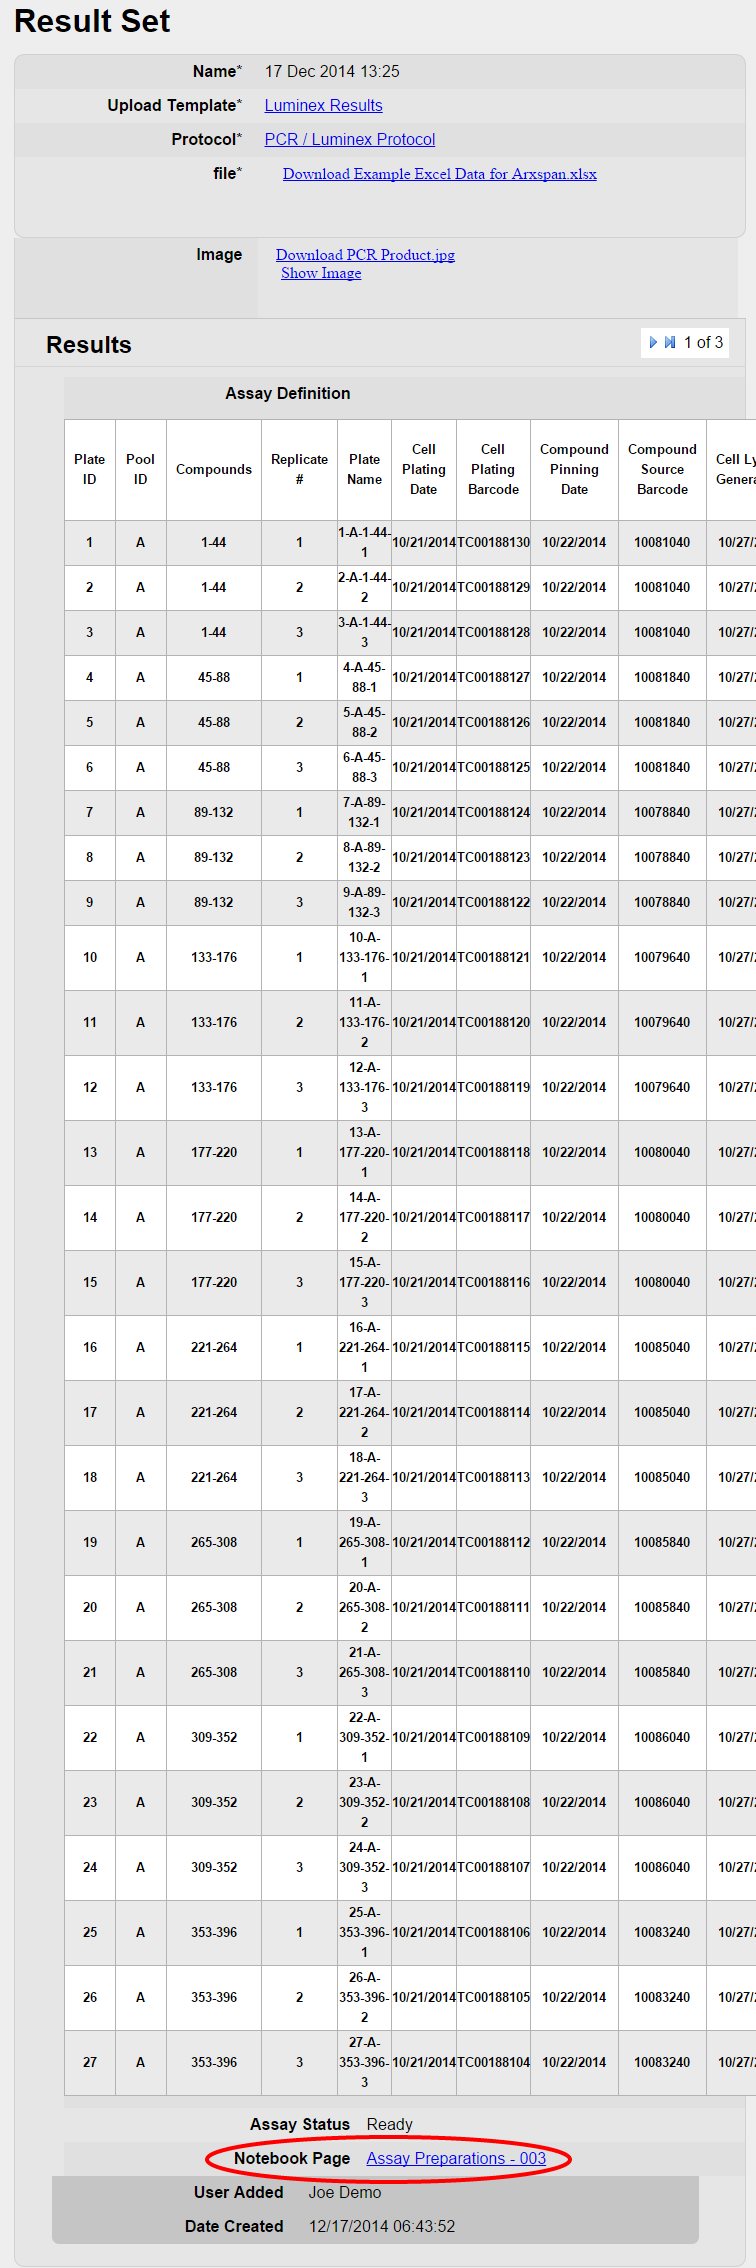 Result Set
Name* 17 Dec 2014 13:25
Upload Template* Luminex Results
Protocol* PCR / Luminex Protocol
file* Download Example Excel Data for Arxspan.xlsx
Image Download PCR Product.jpg
Show Image
Results 1 of 3
Assay Definition
Plate ID Pool ID Compounds Replicate # Plate Name Cell Plating Date Cell Plating Barcode Compound Pinning Date Compound Source Barcode Cell Ly Genera
1 A 1-44 1 1-A-1-44-1 10/21/2014 TC00188130 10/22/2014 10081040 10/27/
2 A 1-44 2 2-A-1-44-2 10/21/2014 TC00188129 10/22/2014 10081040 10/27/
3 A 1-44 3 3-A-1-44-3 10/21/2014 TC00188128 10/22/2014 10081040 10/27/
4 A 45-88 1 4-A-45-88-1 10/21/2014 TC00188127 10/22/2014 10081840 10/27/
5 A 45-88 2 5-A-45-88-2 10/21/2014 TC00188126 10/22/2014 10081840 10/27/
6 A 45-88 3 6-A-45-88-3 10/21/2014 TC00188125 10/22/2014 10081840 10/27/
7 A 89-132 1 7-A-89-132-1 10/21/2014 TC00188124 10/22/2014 10078840 10/27/
8 A 89-132 2 8-A-89-132-2 10/21/2014 TC00188123 10/22/2014 10078840 10/27/
9 A 89-132 3 9-A-89-132-3 10/21/2014 TC00188122 10/22/2014 10078840 10/27/
10 A 133-176 1 10-A-133-176-1 10/21/2014 TC00188121 10/22/2014 10079640 10/27/
11 A 133-176 2 11-A-133-176-2 10/21/2014 TC00188120 10/22/2014 10079640 10/27/
12 A 133-176 3 12-A-133-176-3 10/21/2014 TC00188119 10/22/2014 10079640 10/27/
13 A 177-220 1 13-A-177-220-1 10/21/2014 TC00188118 10/22/2014 10080040 10/27/
14 A 177-220 2 14-A-177-220-2 10/21/2014 TC00188117 10/22/2014 10080040 10/27/
15 A 177-220 3 15-A-177-220-3 10/21/2014 TC00188116 10/22/2014 10080040 10/27/
16 A 221-264 1 16-A-221-264-1 10/21/2014 TC00188115 10/22/2014 10085040 10/27/
17 A 221-264 2 17-A-221-264-2 10/21/2014 TC00188114 10/22/2014 10085040 10/27/
18 A 221-264 3 18-A-221-264-3 10/21/2014 TC00188113 10/22/2014 10085040 10/27/
19 A 265-308 1 19-A-265-308-1 10/21/2014 TC00188112 10/22/2014 10085840 10/27/
20 A 265-308 2 20-A-265-308-2 10/21/2014 TC00188111 10/22/2014 10085840 10/27/
21 A 265-308 3 21-A-265-308-3 10/21/2014 TC00188110 10/22/2014 10085840 10/27/
22 A 309-352 1 22-A-309-352-1 10/21/2014 TC00188109 10/22/2014 10086040 10/27/
23 A 309-352 2 23-A-309-352-2 10/21/2014 TC00188108 10/22/2014 10086040 10/27/
24 A 309-352 3 24-A-309-352-3 10/21/2014 TC00188107 10/22/2014 10086040 10/27/
25 A 353-396 1 25-A-353-396-1 10/21/2014 TC00188106 10/22/2014 10083240 10/27/
26 A 353-396 2 26-A-353-396-2 10/21/2014 TC00188105 10/22/2014 10083240 10/27/
27 A 353-396 3 27-A-353-396-3 10/21/2014 TC00188104 10/22/2014 10083240 10/27/
Assay Status Ready
Notebook Page Assay Preparations - 003
User Added Joe Demo
Date Created 12/17/2014 06:43:52